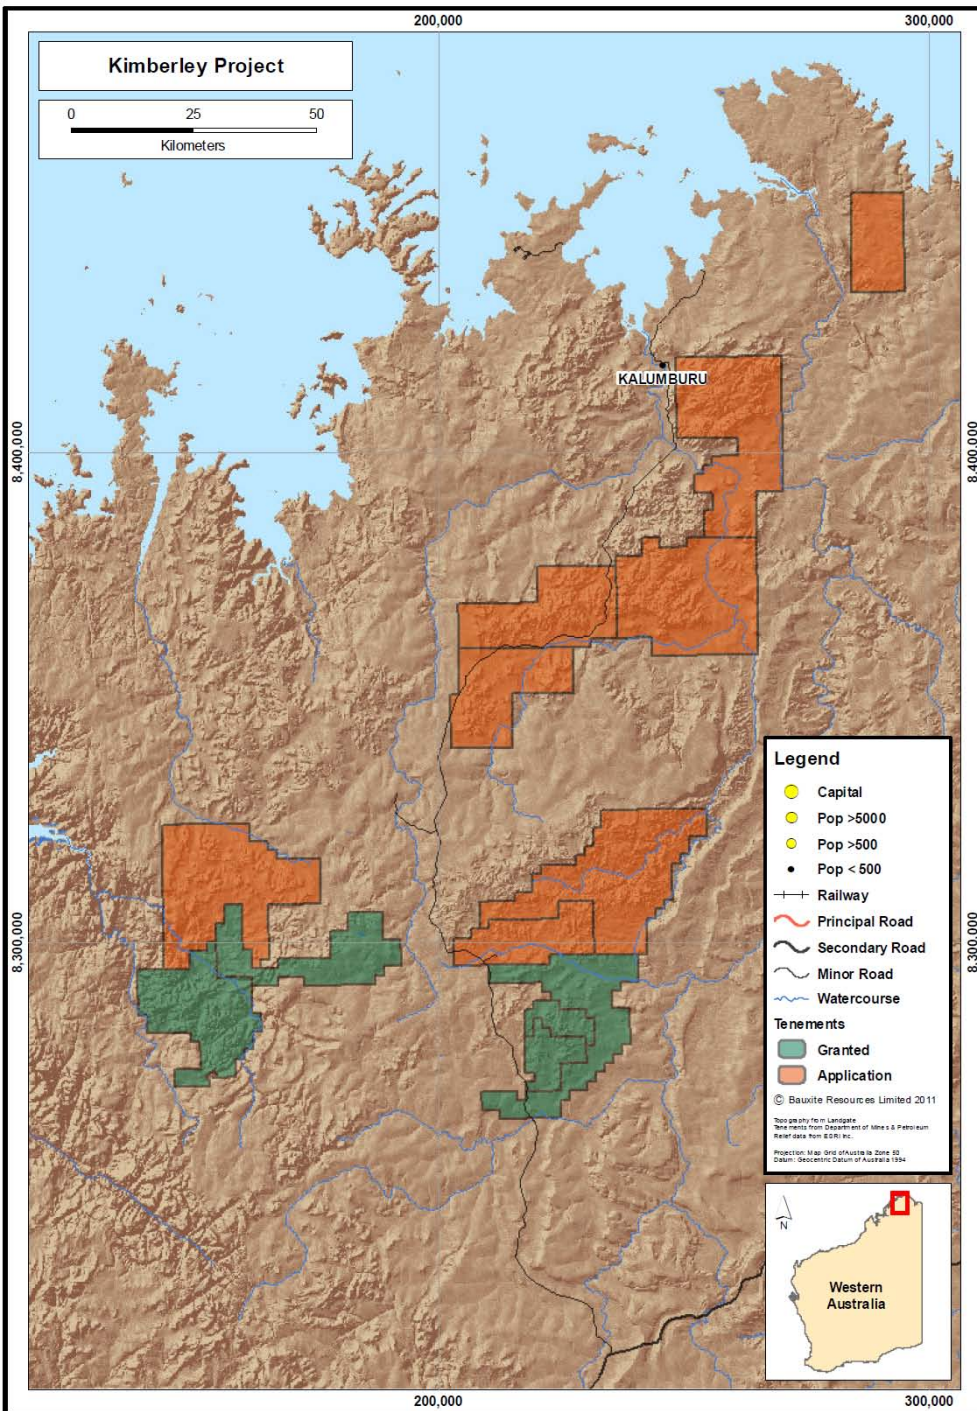 200,000
300,000
Kimberley Project
0 25 50
Kilometers
KALUMBURU
8,400,000
8,400,000
8,300,000
8,300,000
Legend
Capital
Pop >5000
Pop >500
Pop < 500
Railway
Principal Road
Secondary Road
Minor Road
Watercourse
Tenements
Granted
Application
© Bauxite Resources Limited 2011
Topography from Landgate
Tenements from Department of Mines & Petroleum
Relief data from ESRI Inc.
Projection: Map Grid of Australia Zone 50
Datum: Geocentric Datum of Australia 1994
N
Western
Australia
200,000
300,000